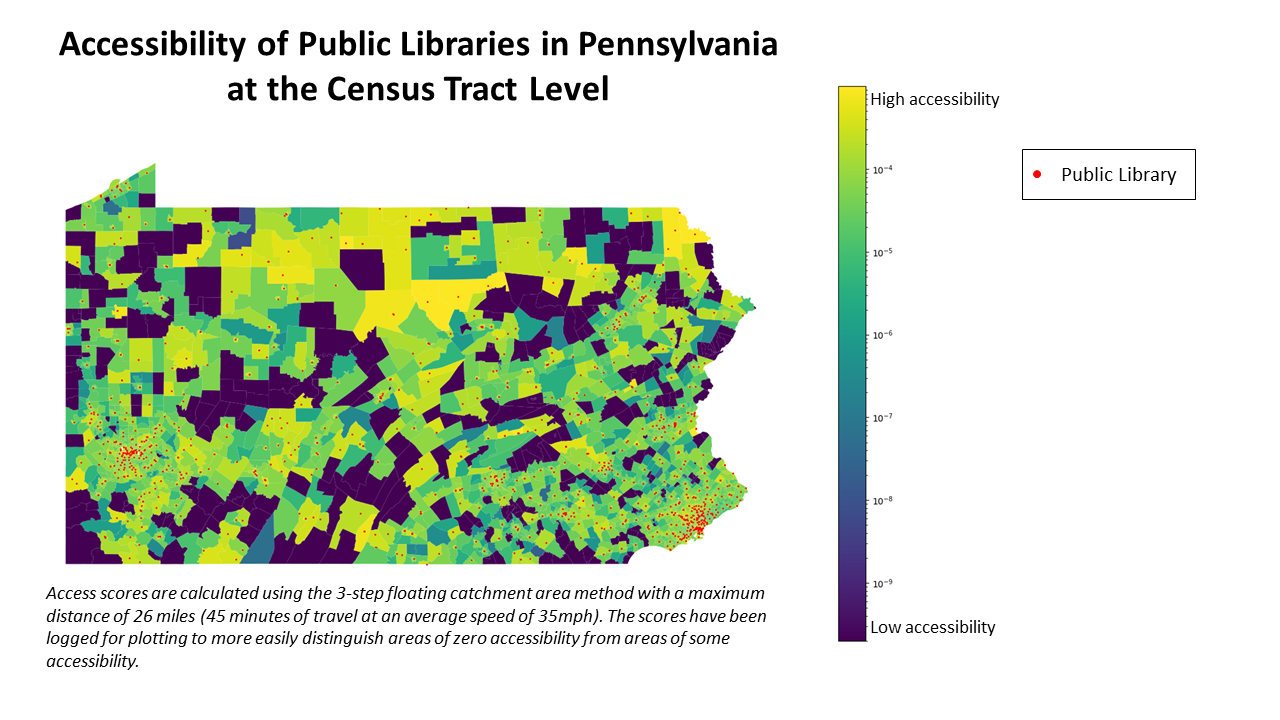 Accessibility of Public Libraries in Pennsylvania
at the Census Tract Level
High accessibility
10⁻⁴
10⁻⁵
10⁻⁶
10⁻⁷
10⁻⁸
10⁻⁹
Low accessibility
Public Library
Access scores are calculated using the 3-step floating catchment area method with a maximum
distance of 26 miles (45 minutes of travel at an average speed of 35mph). The scores have been
logged for plotting to more easily distinguish areas of zero accessibility from areas of some
accessibility.